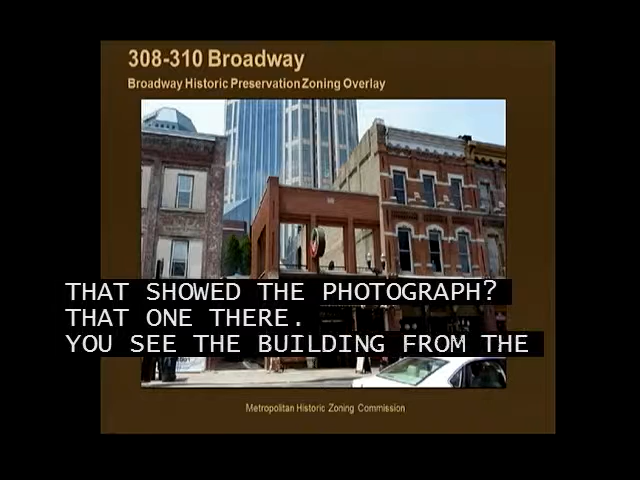 308-310 Broadway
Broadway Historic Preservation Zoning Overlay
THAT SHOWED THE PHOTOGRAPH?
THAT ONE THERE.
YOU SEE THE BUILDING FROM THE
Metropolitan Historic Zoning Commission